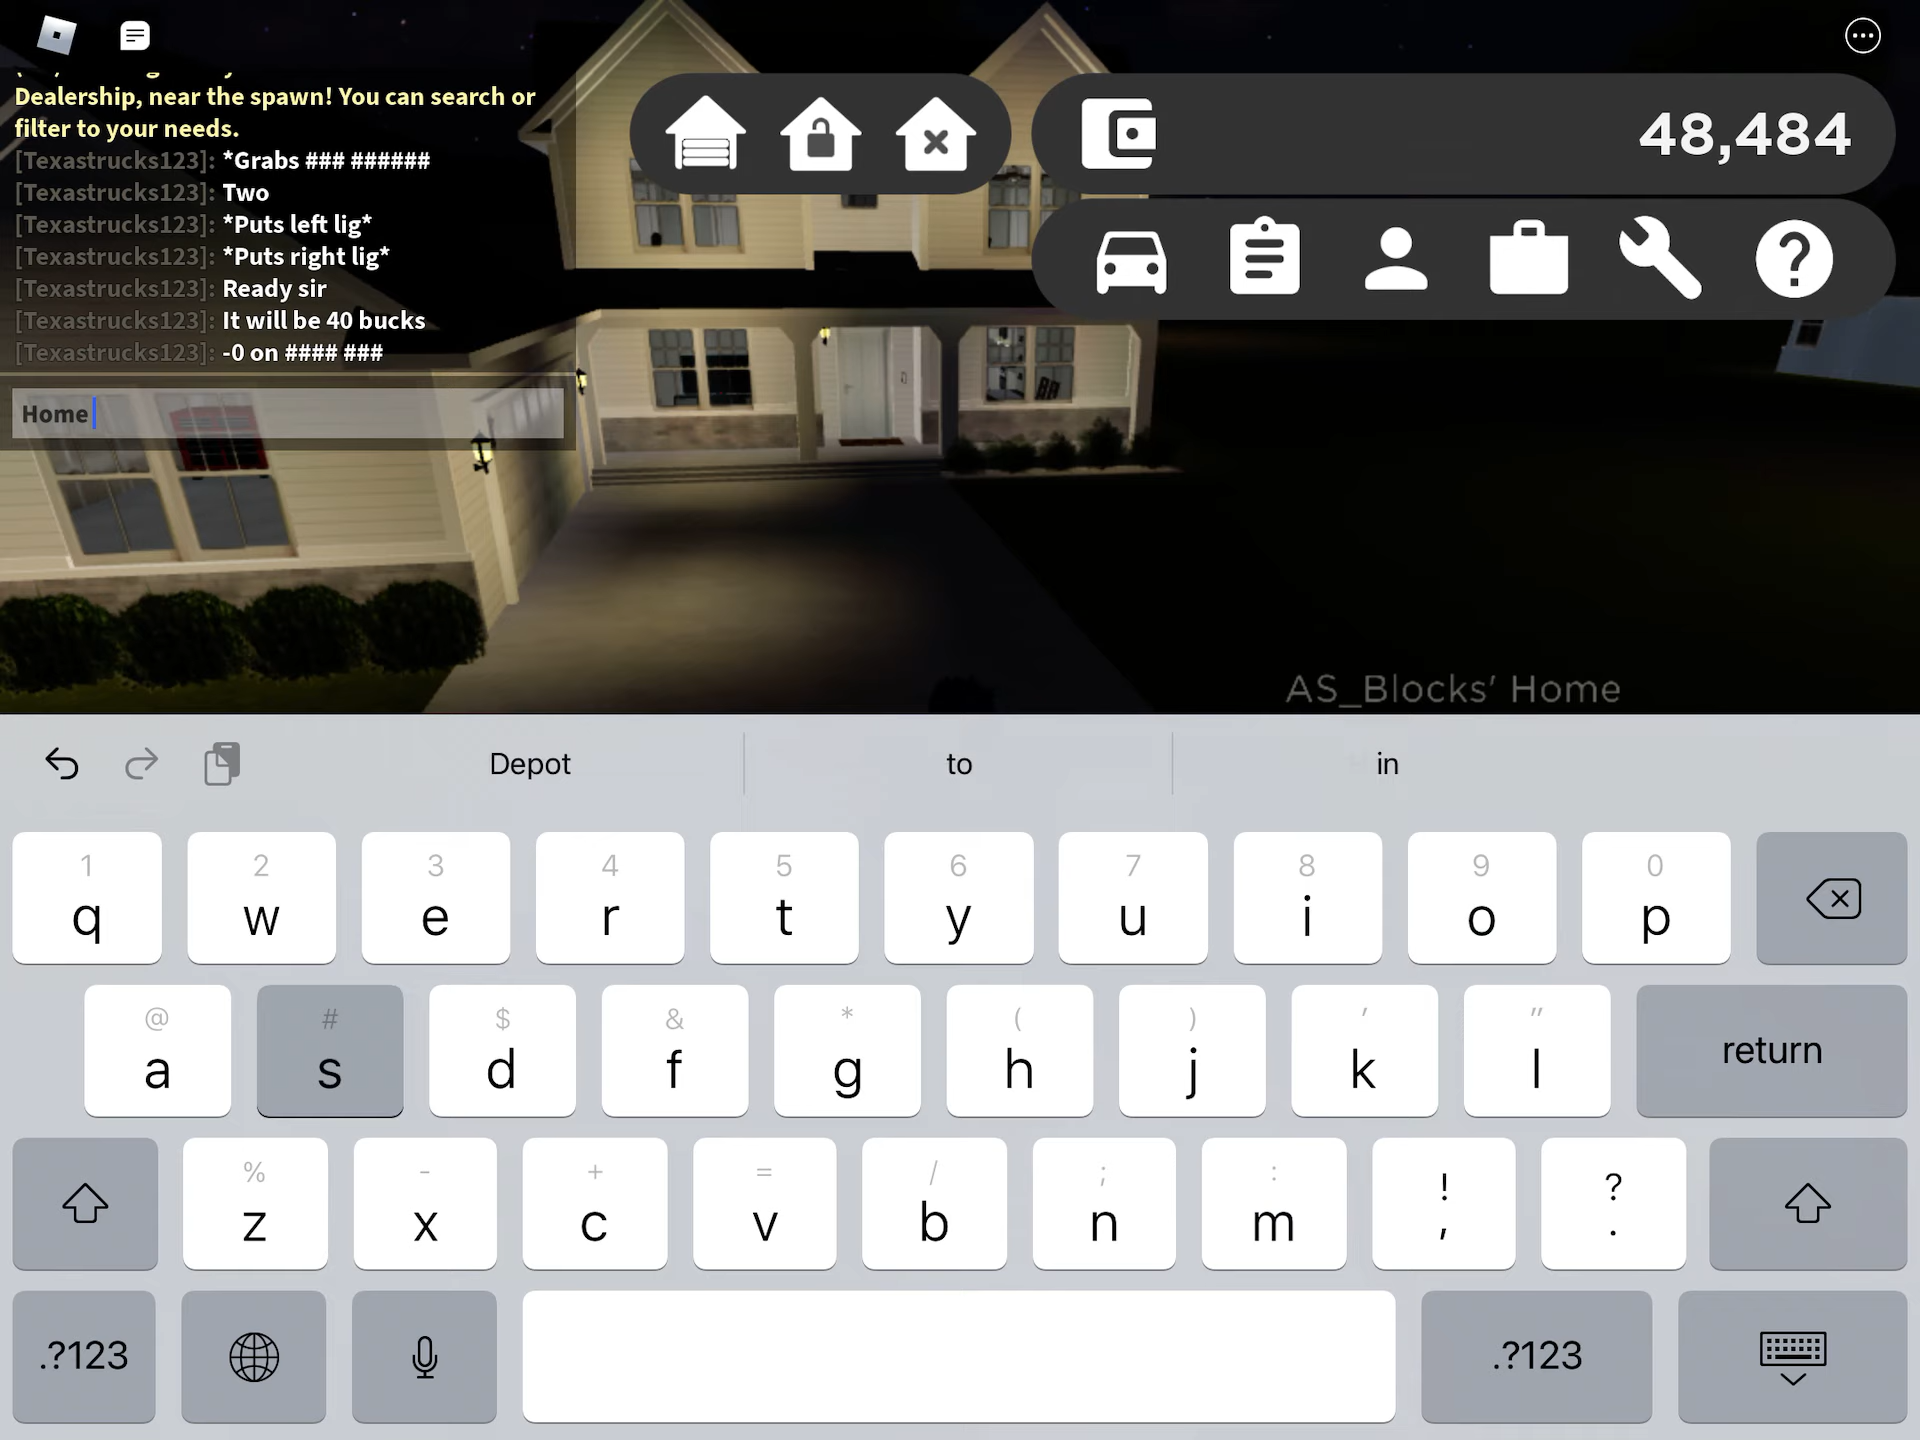 Dealership, near the spawn! You can search or
filter to your needs.
[Texastrucks123]: *Grabs ### ######
[Texastrucks123]: Two
[Texastrucks123]: *Puts left lig*
[Texastrucks123]: *Puts right lig*
[Texastrucks123]: Ready sir
[Texastrucks123]: It will be 40 bucks
[Texastrucks123]: -0 on #### ###
Home
48,484
AS_Blocks' Home
Depot to in
1 2 3 4 5 6 7 8 9 0
q w e r t y u i o p
@ # $ & * ( ) ' "
a s d f g h j k l return
% - + = / ; : ! ?
z x c v b n m , .
.?123 .?123